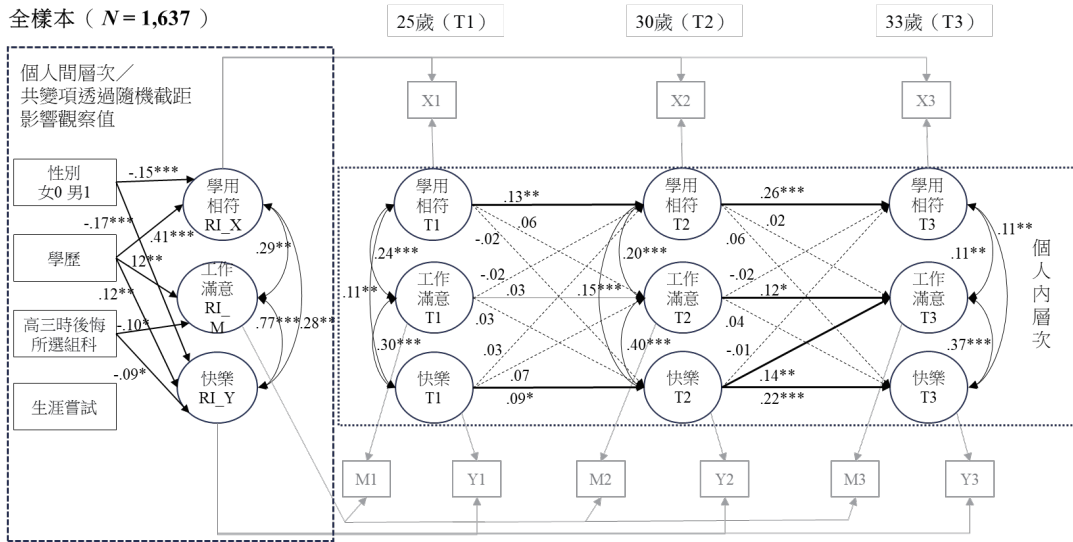 全樣本（ N = 1,637 ）
25歲（T1）
30歲（T2）
33歲（T3）
個人間層次／
共變項透過隨機截距
影響觀察值
X1
X2
X3
性別
女0 男1
學歷
高三時後悔
所選組科
生涯嘗試
-.15***
-.17***
.41***
.12**
.12**
-.10*
-.09*
學用
相符
RI_X
工作
滿意
RI_
M
快樂
RI_Y
.29**
.77***
.28**
學用
相符
T1
工作
滿意
T1
快樂
T1
.24***
.11**
.30***
.13**
.06
-.02
-.02
.03
.03
.03
.07
.09*
學用
相符
T2
工作
滿意
T2
快樂
T2
.20***
.15***
.40***
.26***
.02
.06
-.02
.12*
.04
-.01
.14**
.22***
學用
相符
T3
工作
滿意
T3
快樂
T3
.11**
.11**
.37***
個人內層次
M1
Y1
M2
Y2
M3
Y3